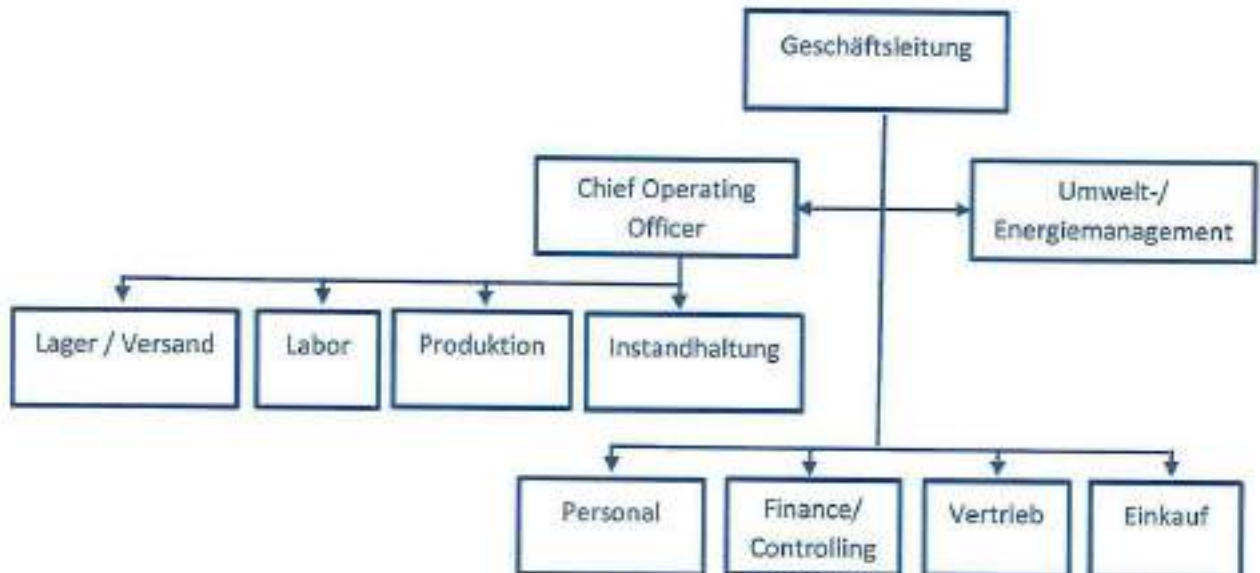 Geschäftsleitung
Chief Operating
Officer
Umwelt-/
Energiemanagement
Lager / Versand
Labor
Produktion
Instandhaltung
Personal
Finance/
Controlling
Vertrieb
Einkauf